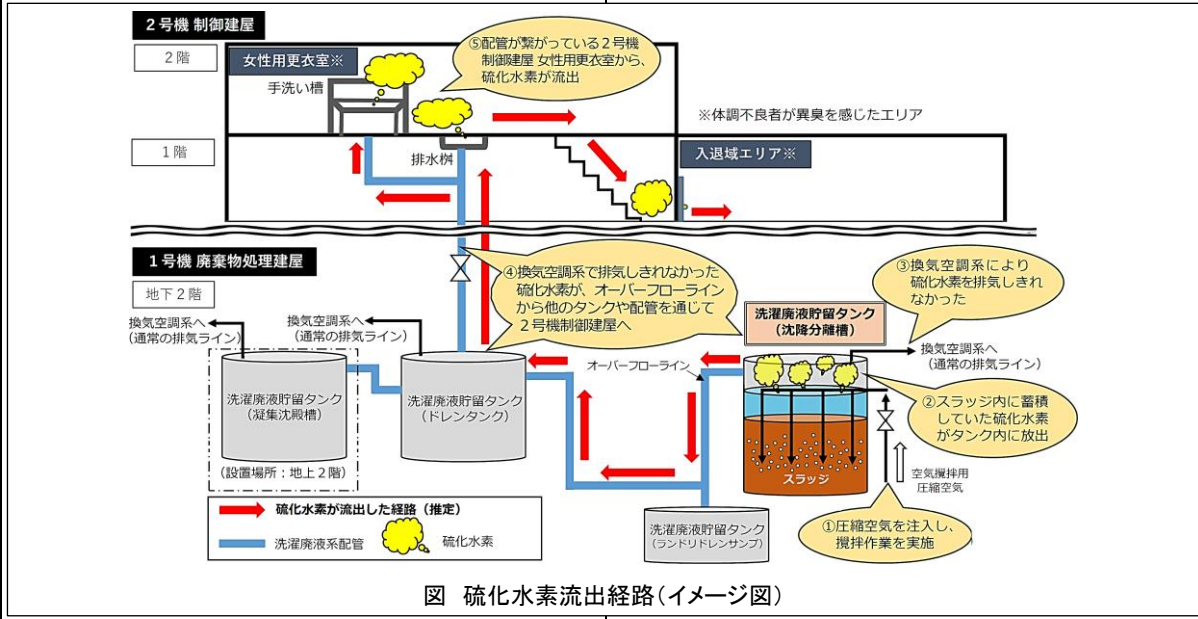 ２号機 制御建屋
２階
女性用更衣室※
手洗い槽
⑤配管が繋がっている２号機
制御建屋 女性用更衣室から、
硫化水素が流出
※体調不良者が異臭を感じたエリア
１階
排水桝
入退域エリア※
１号機 廃棄物処理建屋
地下２階
④換気空調系で排気しきれなかった
硫化水素が、オーバーフローライン
から他のタンクや配管を通じて
２号機制御建屋へ
③換気空調系により
硫化水素を排気しきれ
なかった
洗濯廃液貯留タンク
（沈降分離槽）
換気空調系へ
（通常の排気ライン）
換気空調系へ
（通常の排気ライン）
換気空調系へ
（通常の排気ライン）
オーバーフローライン
洗濯廃液貯留タンク
（凝集沈殿槽）
洗濯廃液貯留タンク
（ドレンタンク）
②スラッジ内に蓄積
していた硫化水素
がタンク内に放出
（設置場所：地上２階）
スラッジ
空気攪拌用
圧縮空気
硫化水素が流出した経路（推定）
洗濯廃液系配管
硫化水素
洗濯廃液貯留タンク
（ランドリドレンサンプ）
①圧縮空気を注入し、
攪拌作業を実施
図 硫化水素流出経路（イメージ図）